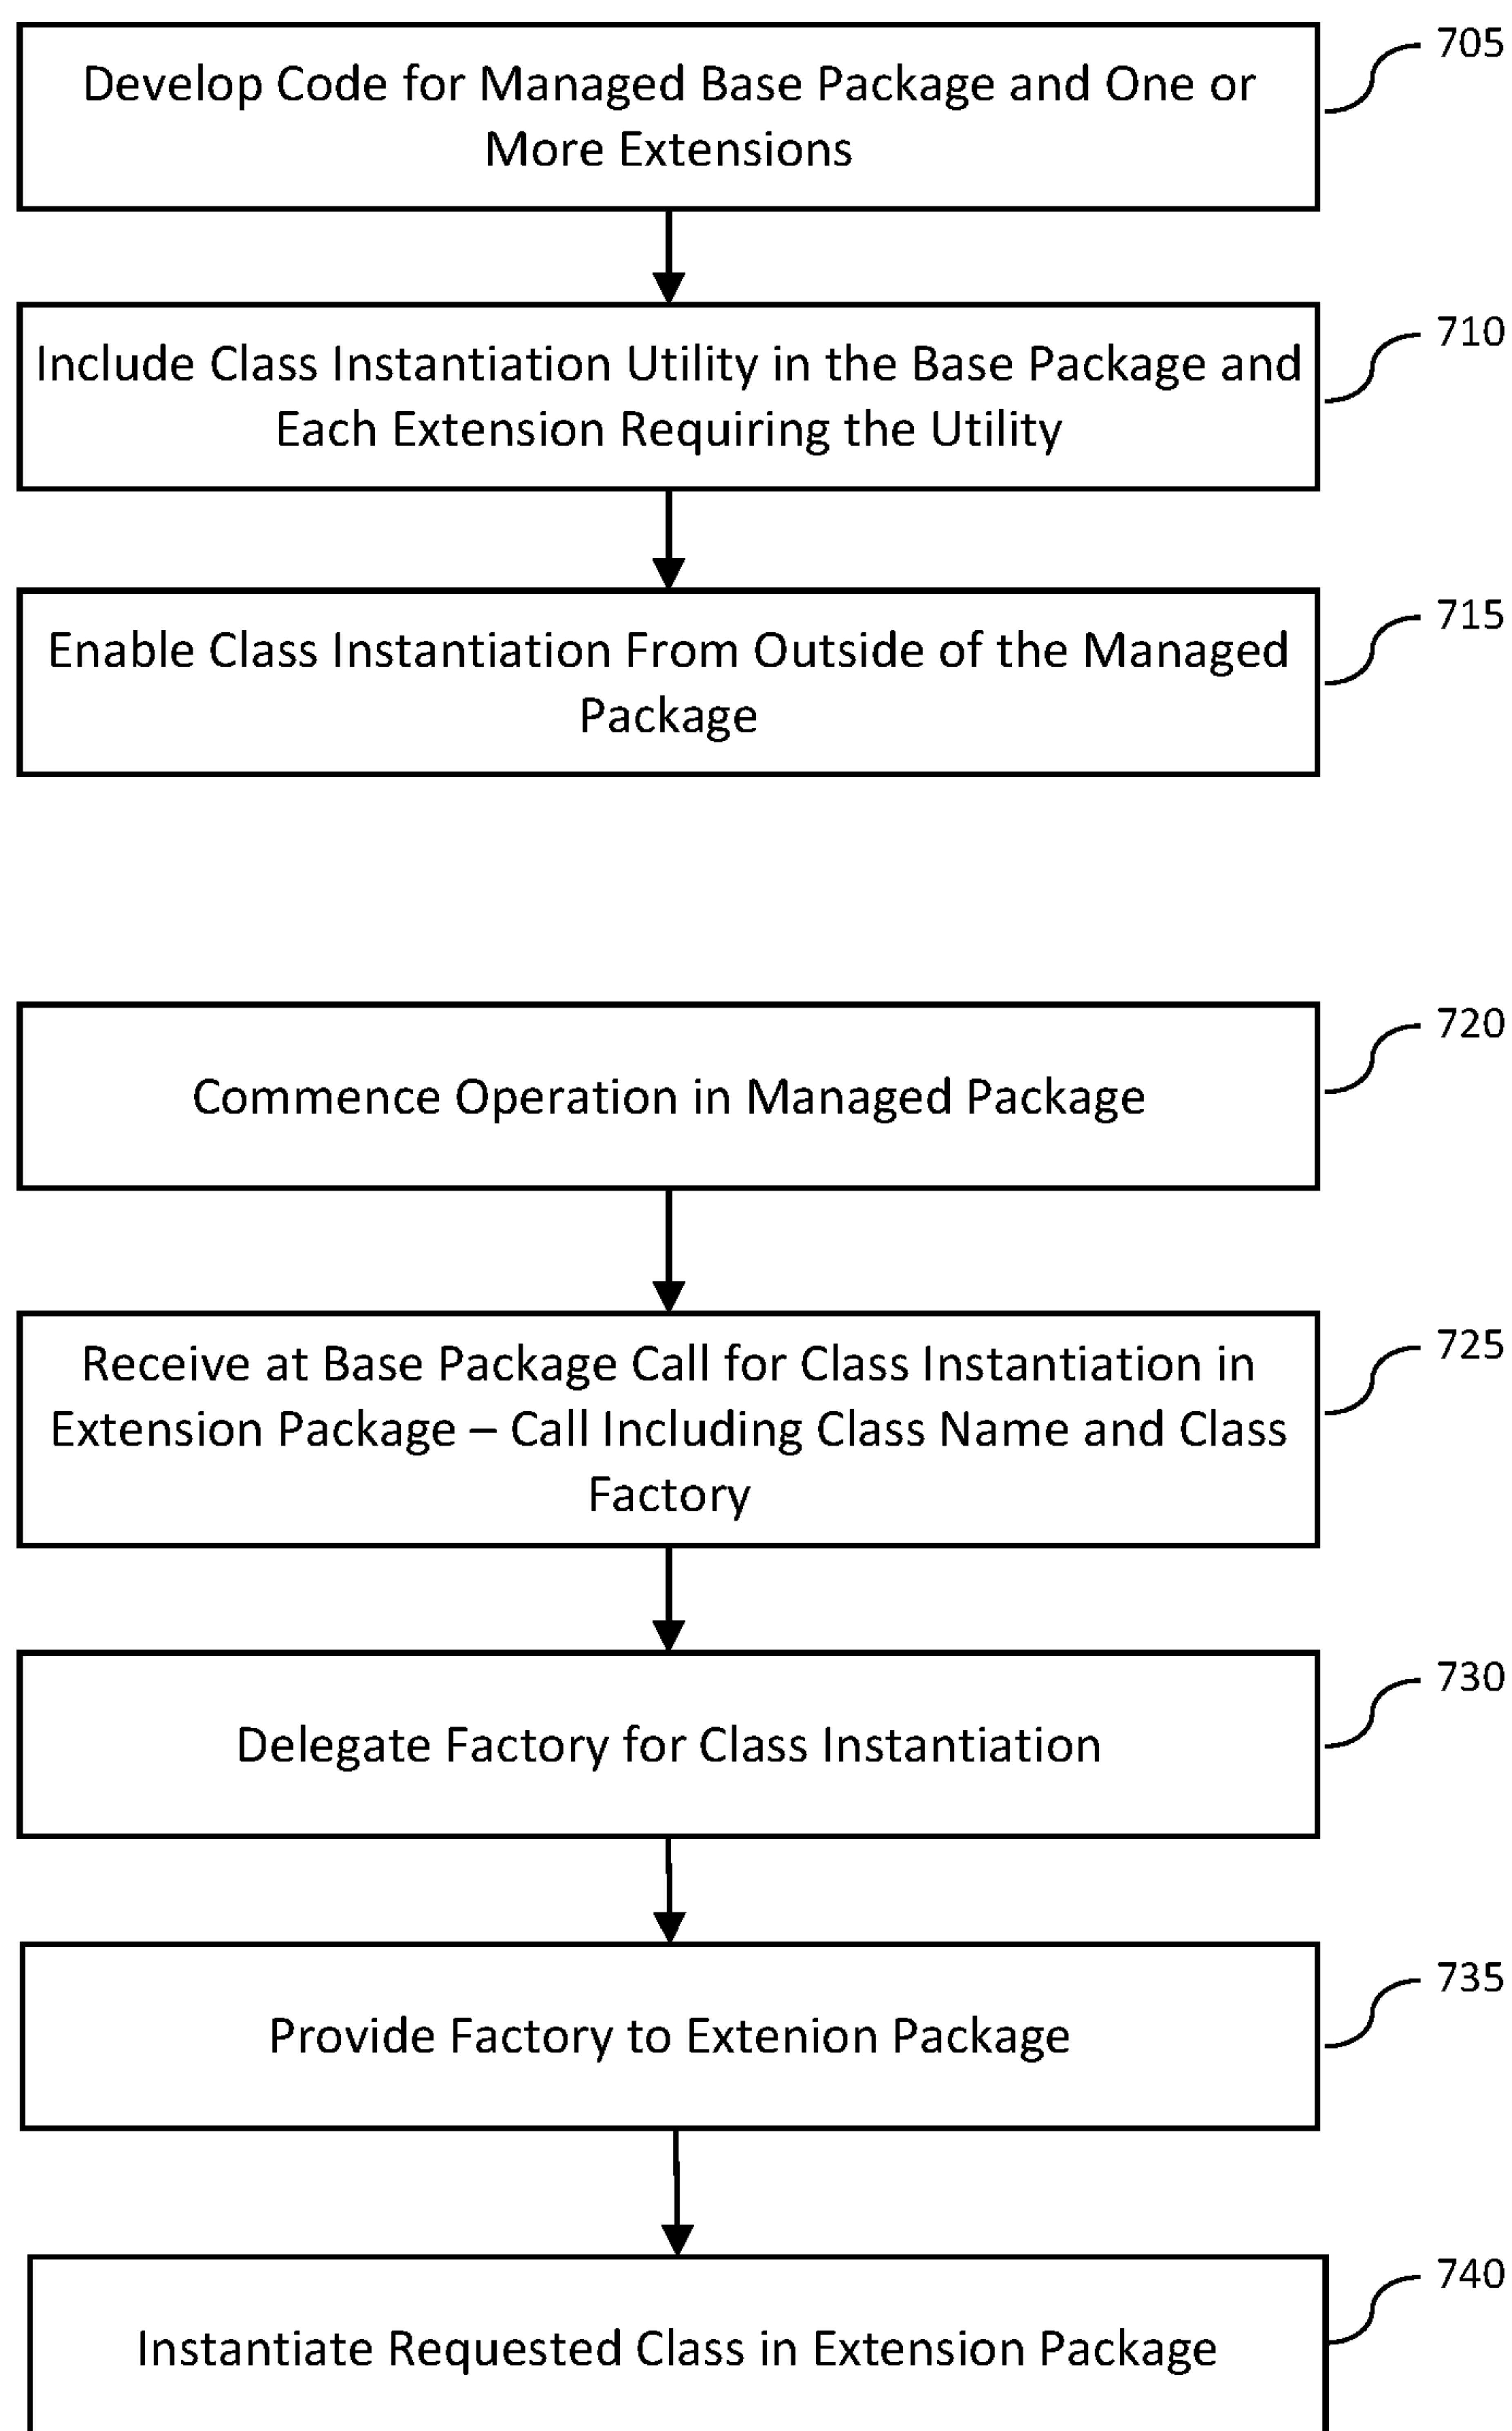 705
Develop Code for Managed Base Package and One or
More Extensions
710
Include Class Instantiation Utility in the Base Package and
Each Extension Requiring the Utility
715
Enable Class Instantiation From Outside of the Managed
Package
720
Commence Operation in Managed Package
725
Receive at Base Package Call for Class Instantiation in
Extension Package – Call Including Class Name and Class
Factory
730
Delegate Factory for Class Instantiation
735
Provide Factory to Extenion Package
740
Instantiate Requested Class in Extension Package